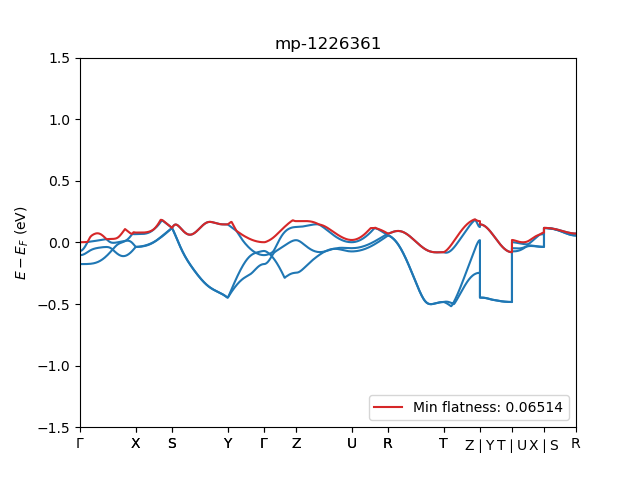 mp-1226361
1.5
1.0
0.5
0.0
−0.5
−1.0
−1.5
E − E_F (eV)
Min flatness: 0.06514
Γ X S Y Γ Z U R T Z | Y T | U X | S R